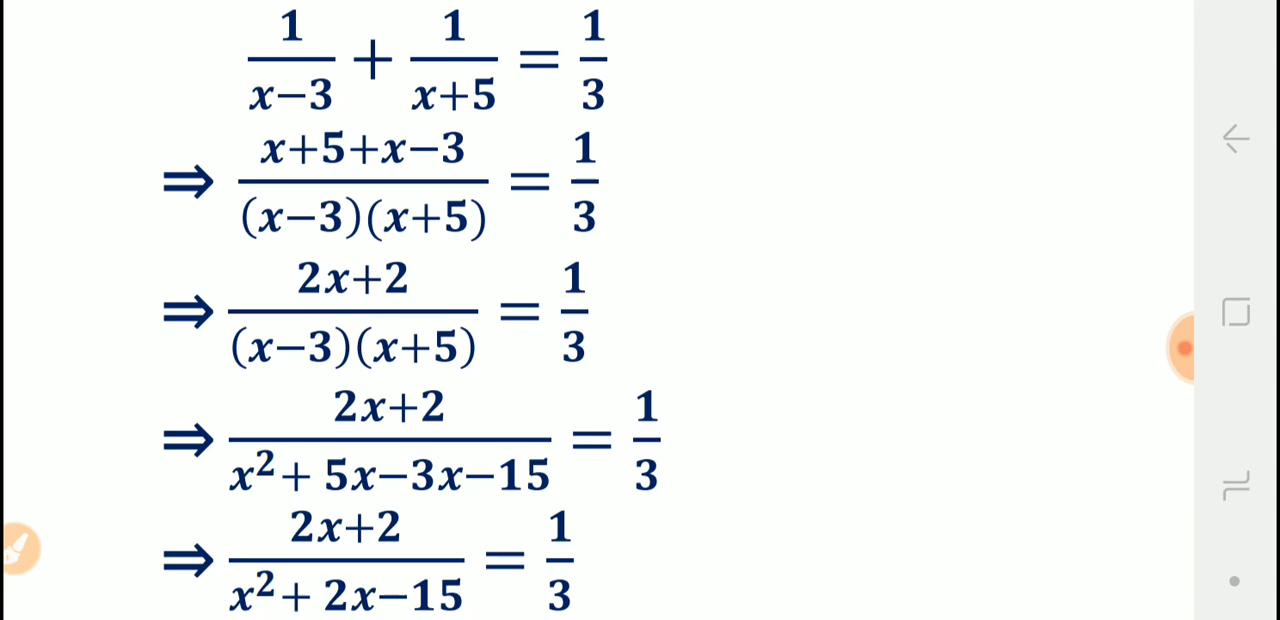 1/(x−3) + 1/(x+5) = 1/3
⇒ (x+5+x−3)/((x−3)(x+5)) = 1/3
⇒ (2x+2)/((x−3)(x+5)) = 1/3
⇒ (2x+2)/(x²+ 5x−3x−15) = 1/3
⇒ (2x+2)/(x²+ 2x−15) = 1/3